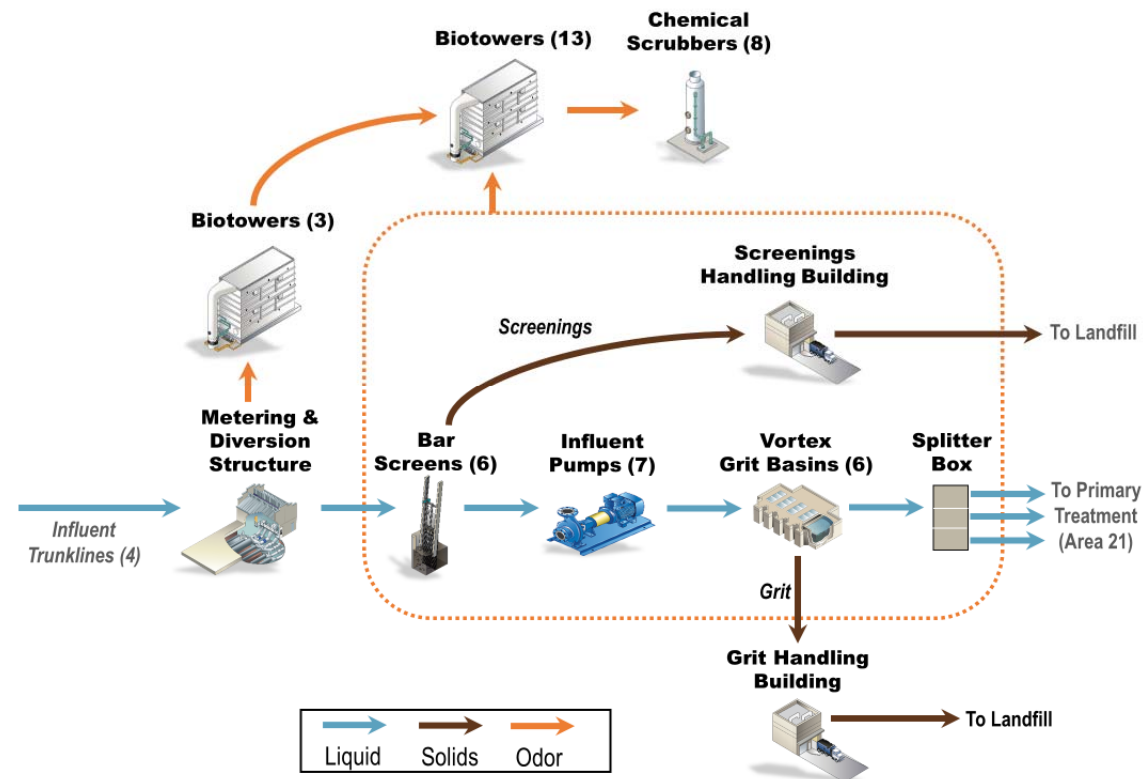 Biotowers (13)
Chemical
Scrubbers (8)
Biotowers (3)
Screenings
Handling Building
Screenings
To Landfill
Metering &
Diversion
Structure
Bar
Screens (6)
Influent
Pumps (7)
Vortex
Grit Basins (6)
Splitter
Box
Influent
Trunklines (4)
To Primary
Treatment
(Area 21)
Grit
Grit Handling
Building
To Landfill
Liquid
Solids
Odor